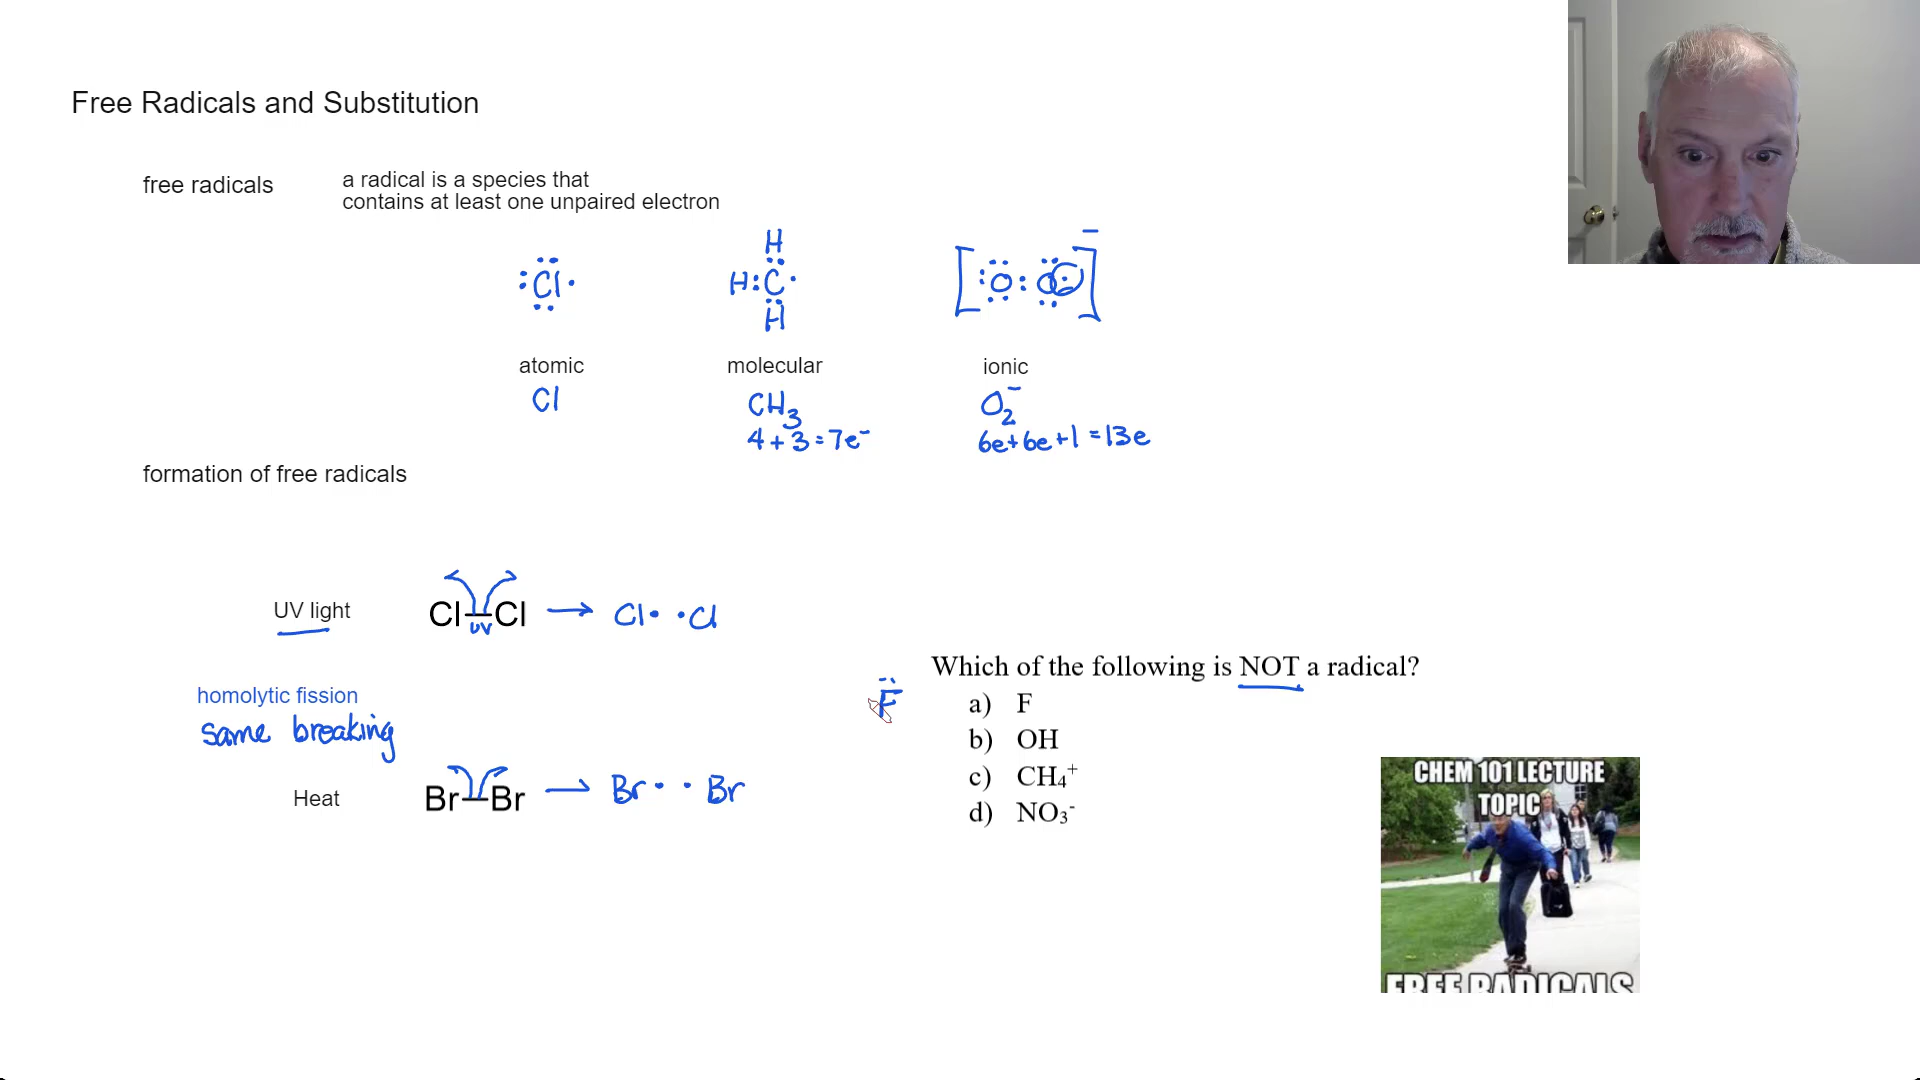 Free Radicals and Substitution
free radicals
a radical is a species that
contains at least one unpaired electron
H
:Cl·
H:C·
H
[:O:O:]⁻
atomic
molecular
ionic
Cl
CH₃
O₂⁻
4+3=7e⁻
6e+6e+1=13e
formation of free radicals
UV light
Cl—Cl → Cl· ·Cl
UV
homolytic fission
same breaking
Heat
Br—Br → Br· ·Br
Which of the following is NOT a radical?
F
a) F
b) OH
c) CH₄⁺
d) NO₃⁻
CHEM 101 LECTURE
TOPIC
FREE RADICALS